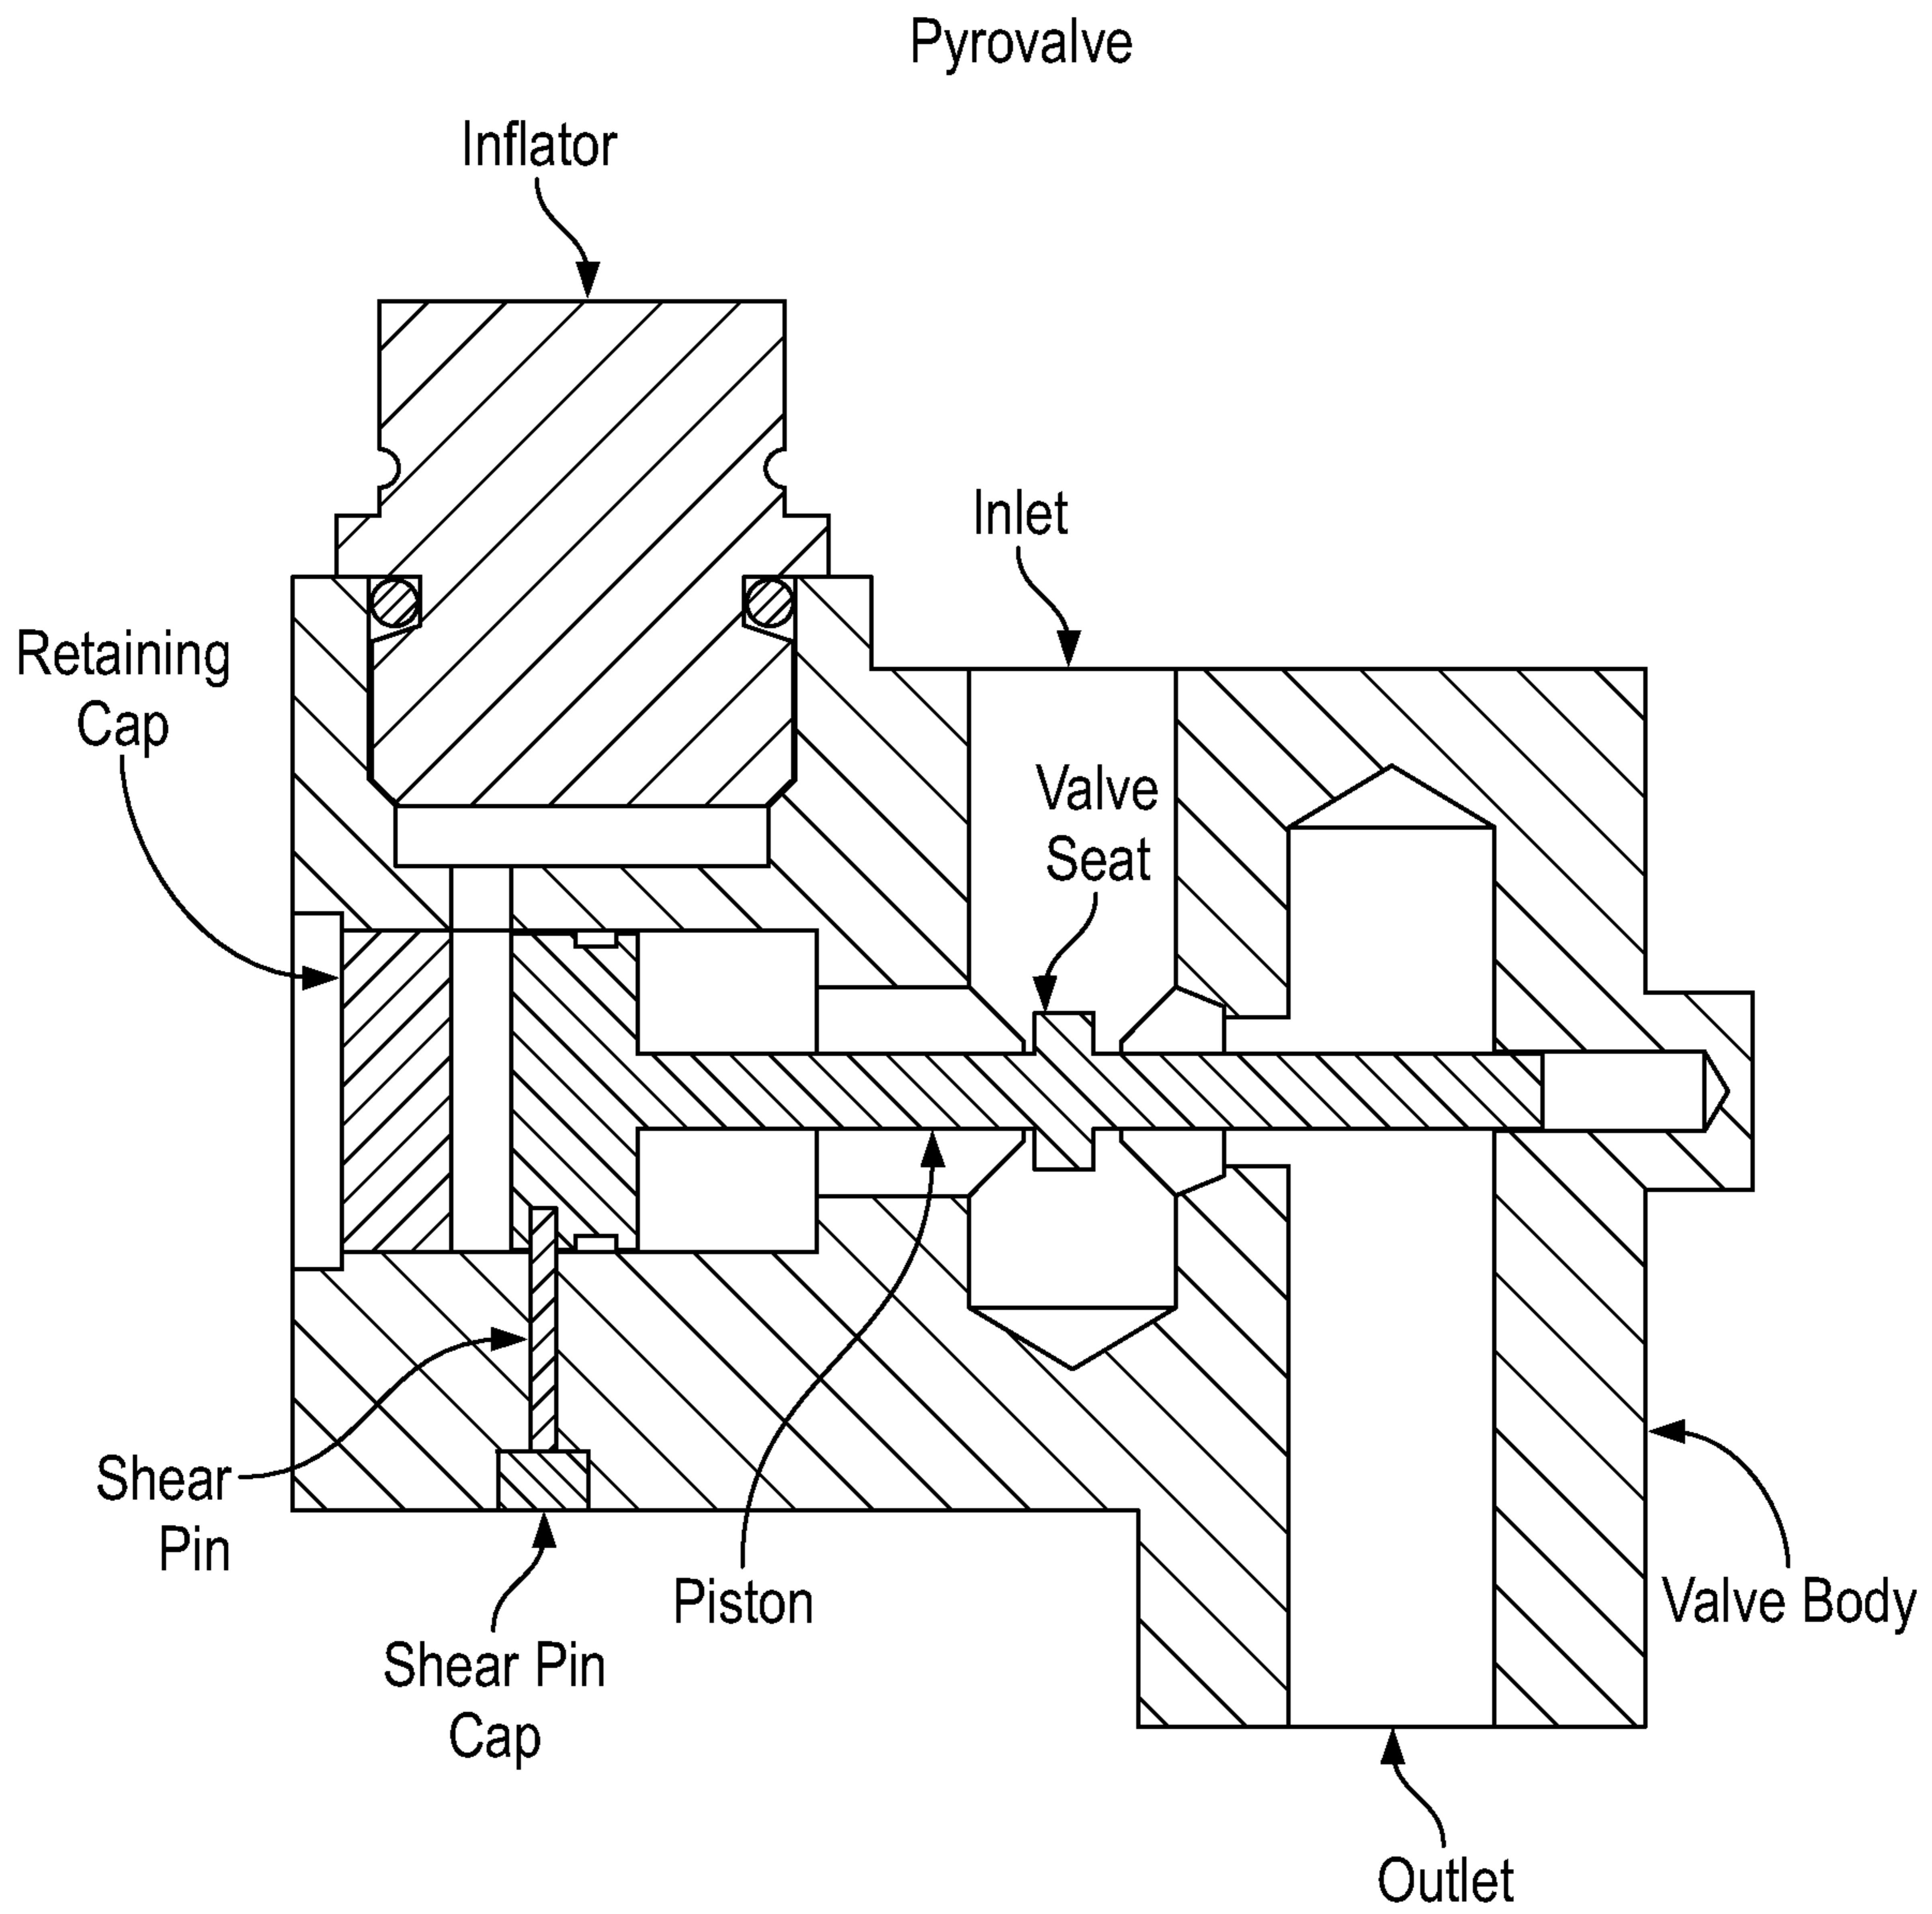 Pyrovalve
Inflator
Inlet
Retaining
Cap
Valve
Seat
Shear
Pin
Piston
Valve Body
Shear Pin
Cap
Outlet